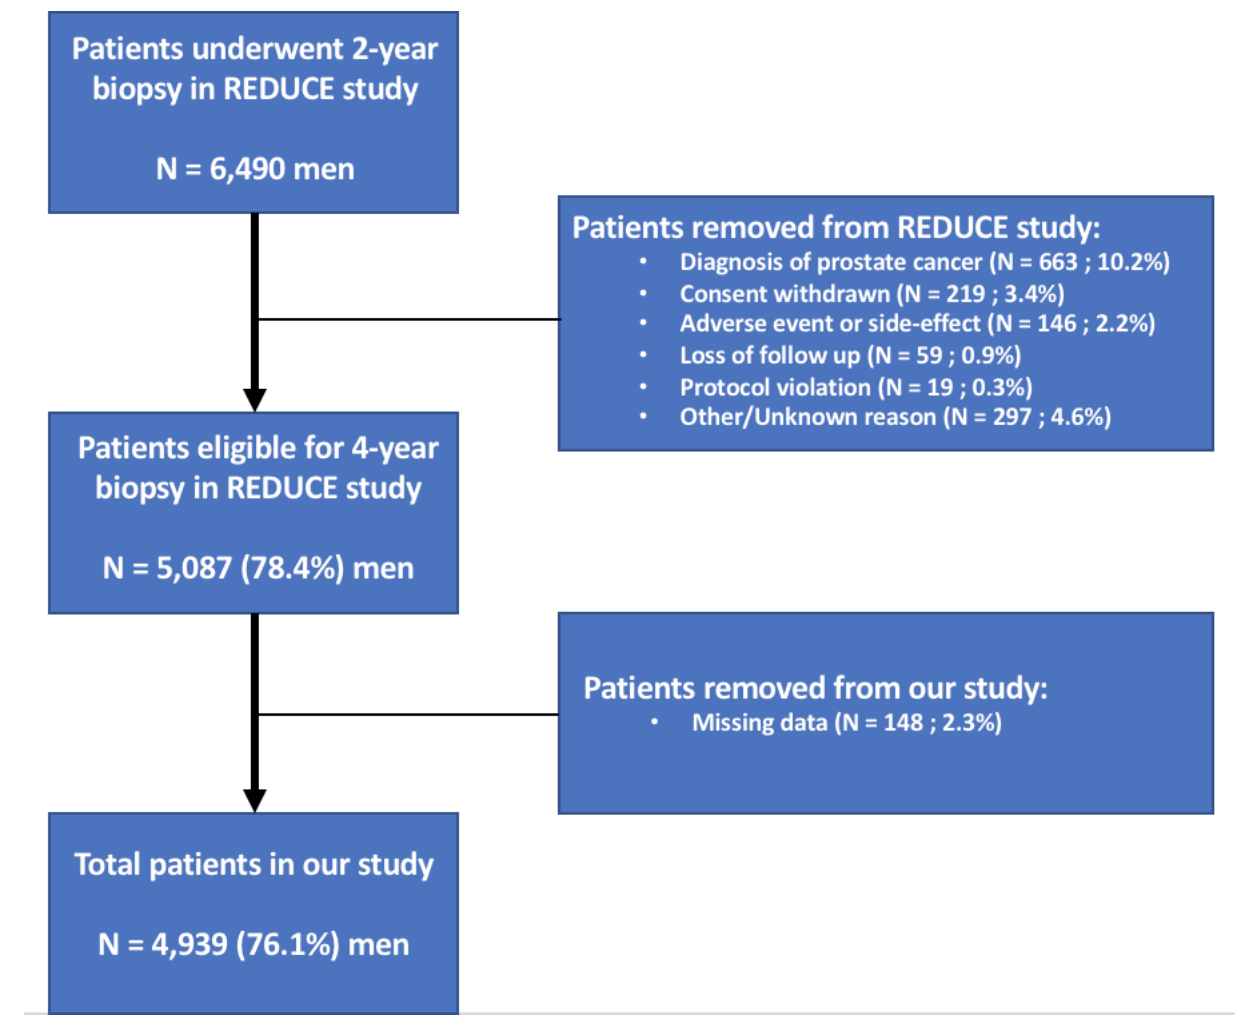 Patients underwent 2-year
biopsy in REDUCE study
N = 6,490 men
Patients removed from REDUCE study:
• Diagnosis of prostate cancer (N = 663 ; 10.2%)
• Consent withdrawn (N = 219 ; 3.4%)
• Adverse event or side-effect (N = 146 ; 2.2%)
• Loss of follow up (N = 59 ; 0.9%)
• Protocol violation (N = 19 ; 0.3%)
• Other/Unknown reason (N = 297 ; 4.6%)
Patients eligible for 4-year
biopsy in REDUCE study
N = 5,087 (78.4%) men
Patients removed from our study:
• Missing data (N = 148 ; 2.3%)
Total patients in our study
N = 4,939 (76.1%) men